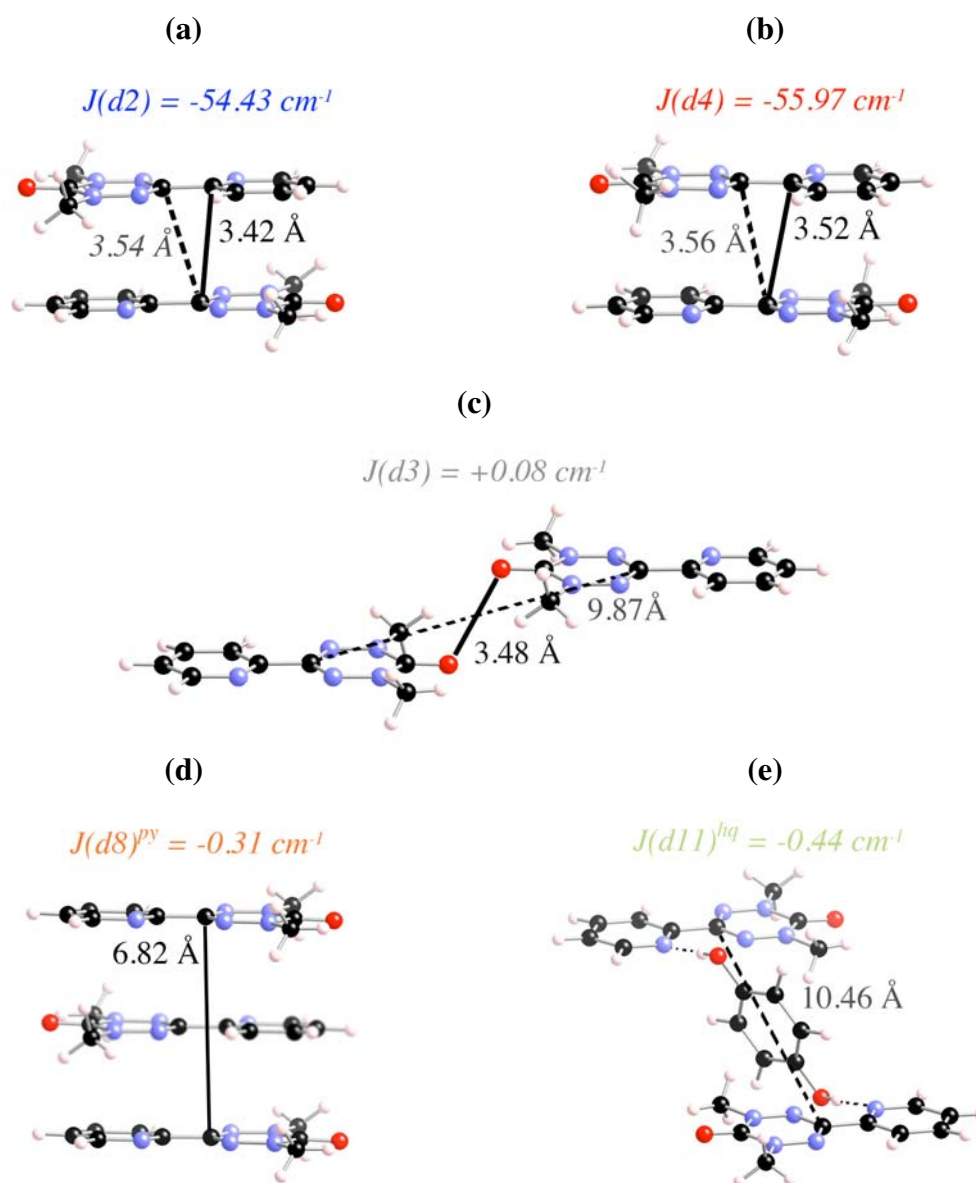 (a) (b)
J(d2) = -54.43 cm⁻¹ J(d4) = -55.97 cm⁻¹
3.54 Å 3.42 Å 3.56 Å 3.52 Å
(c)
J(d3) = +0.08 cm⁻¹
9.87Å
3.48 Å
(d) (e)
J(d8)ᵖʸ = -0.31 cm⁻¹ J(d11)ʰq = -0.44 cm⁻¹
6.82 Å
10.46 Å